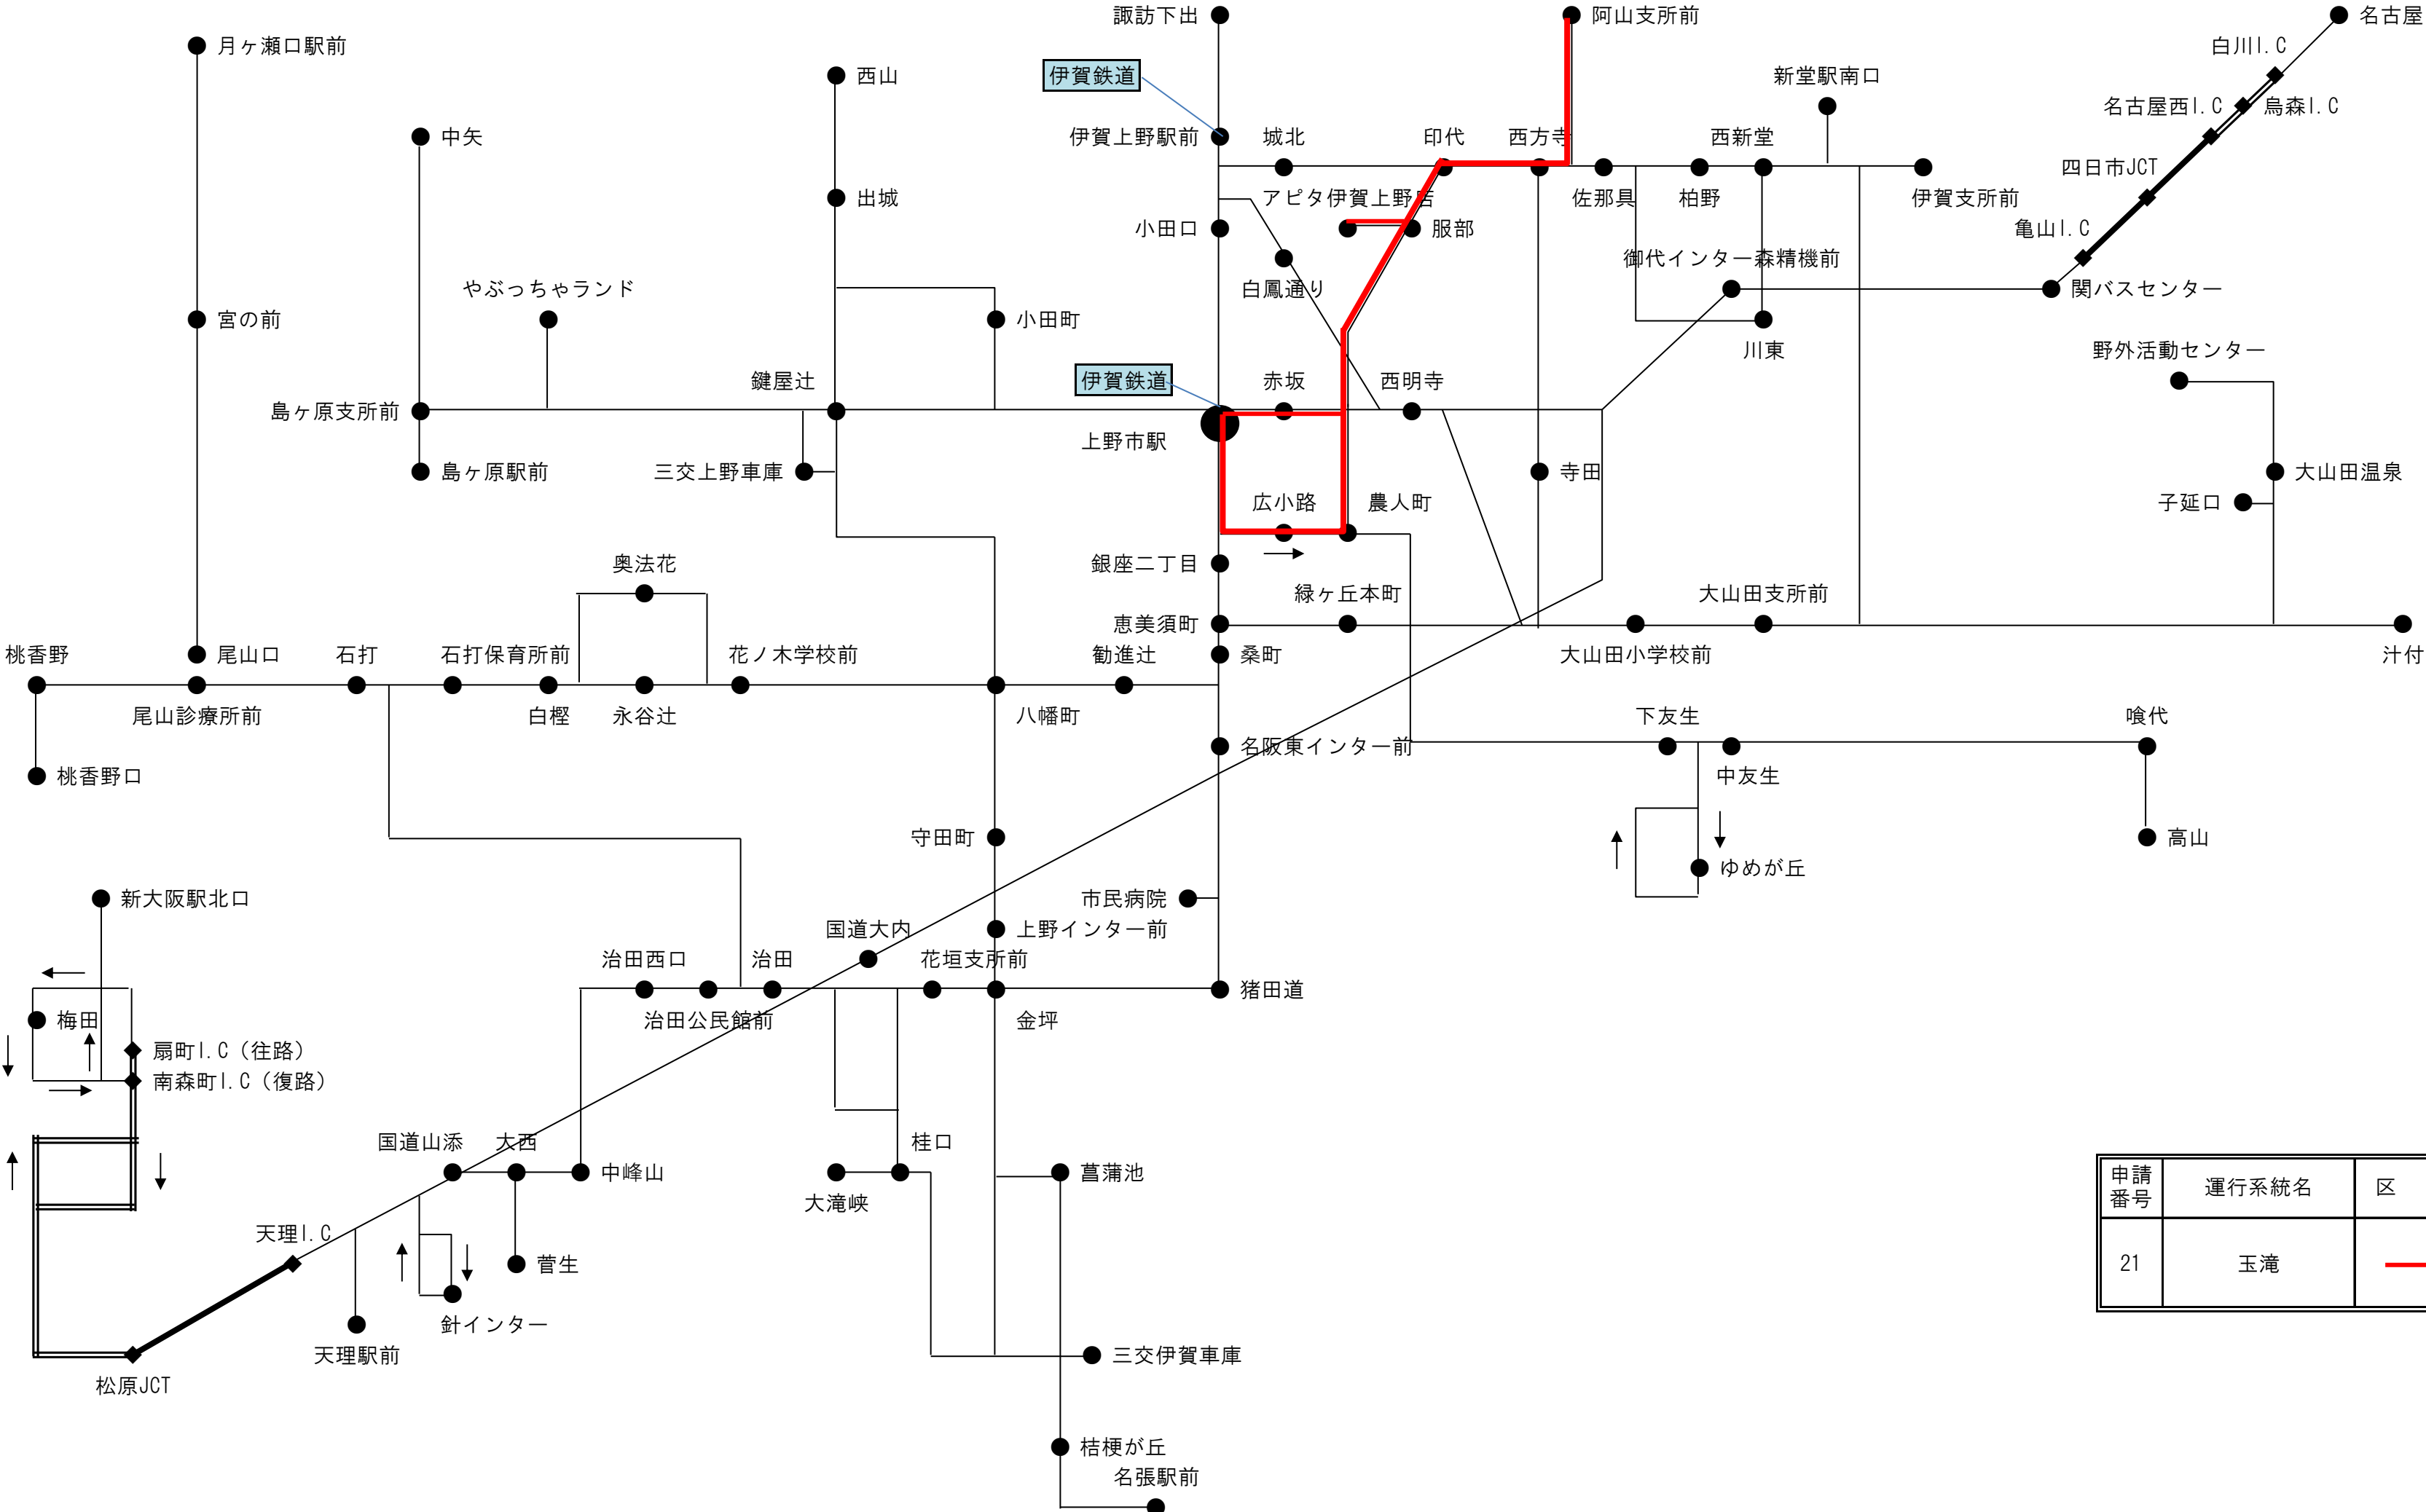 諏訪下出
阿山支所前
名古屋
月ヶ瀬口駅前
白川I.C
西山
伊賀鉄道
新堂駅南口
名古屋西I.C
烏森I.C
中矢
伊賀上野駅前
城北
印代
西方寺
西新堂
四日市JCT
出城
アピタ伊賀上野店
佐那具
柏野
伊賀支所前
小田口
服部
亀山I.C
御代インター森精機前
やぶっちゃランド
白鳳通り
関バスセンター
宮の前
小田町
川東
野外活動センター
鍵屋辻
伊賀鉄道
赤坂
西明寺
島ヶ原支所前
上野市駅
島ヶ原駅前
三交上野車庫
寺田
大山田温泉
広小路
農人町
子延口
奥法花
銀座二丁目
緑ヶ丘本町
大山田支所前
恵美須町
桃香野
尾山口
石打
石打保育所前
花ノ木学校前
勧進辻
桑町
大山田小学校前
汁付
尾山診療所前
白樫
永谷辻
八幡町
下友生
喰代
名阪東インター前
桃香野口
中友生
守田町
高山
ゆめが丘
新大阪駅北口
市民病院
国道大内
上野インター前
治田西口
治田
花垣支所前
猪田道
梅田
治田公民館前
金坪
扇町I.C（往路）
南森町I.C（復路）
国道山添
大西
桂口
中峰山
菖蒲池
申請
番号
運行系統名
区
大滝峡
天理I.C
菅生
21
玉滝
針インター
天理駅前
三交伊賀車庫
松原JCT
桔梗が丘
名張駅前